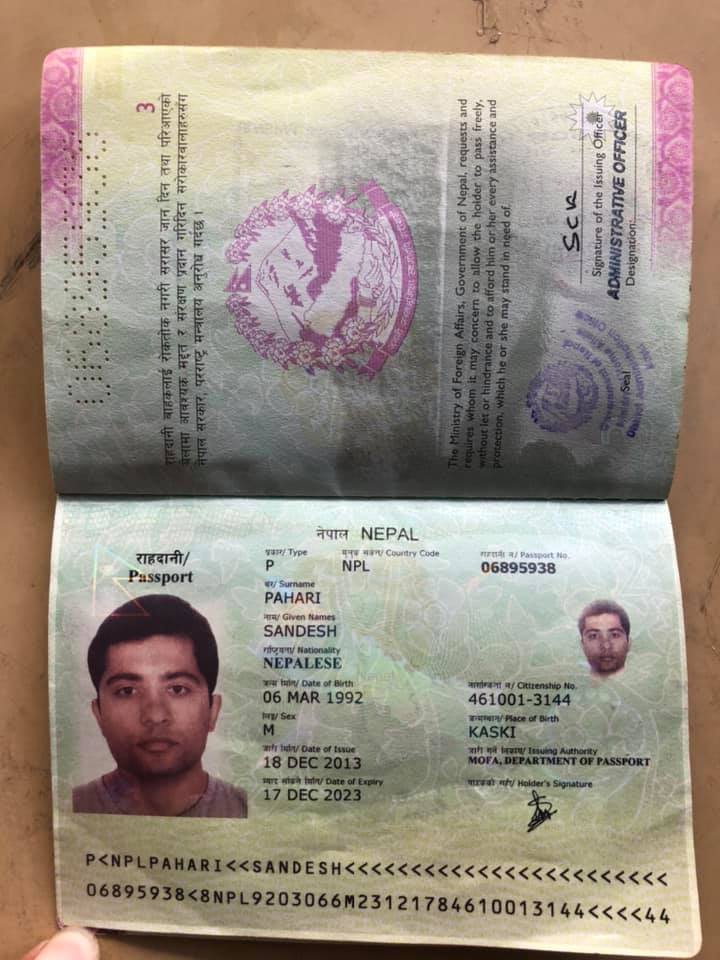 3
राहदानी बाहकलाई रोकतोक नगरी सरासर जान दिन तथा परिआएको
बेलामा आवश्यक मद्दत र संरक्षण प्रदान गरिदिन सरोकारवालाहरुसँग
नेपाल सरकार, परराष्ट्र मन्त्रालय अनुरोध गर्दछ ।
The Ministry of Foreign Affairs, Government of Nepal, requests and
requires whom it may concern to allow the holder to pass freely,
without let or hindrance and to afford him or her every assistance and
protection, which he or she may stand in need of.
Signature of the Issuing Officer
ADMINISTRATIVE OFFICER
Designation:
Seal
नेपाल NEPAL
राहदानी/
Passport
प्रकार/ Type
P
मुलुक संकेत/ Country Code
NPL
राहदानी नं/ Passport No.
06895938
थर/ Surname
PAHARI
नाम/ Given Names
SANDESH
राष्ट्रियता/ Nationality
NEPALESE
जन्म मिति/ Date of Birth
06 MAR 1992
नागरिकता नं/ Citizenship No.
461001-3144
लिङ्ग/ Sex
M
जन्मस्थान/ Place of Birth
KASKI
जारी मिति/ Date of Issue
18 DEC 2013
जारी गर्ने निकाय/ Issuing Authority
MOFA, DEPARTMENT OF PASSPORT
म्याद सकिने मिति/ Date of Expiry
17 DEC 2023
वाहकको सही/ Holder's Signature
P<NPLPAHARI<<SANDESH<<<<<<<<<<<<<<<<<<<<<<<<
06895938<8NPL9203066M23121784610013144<<<<44